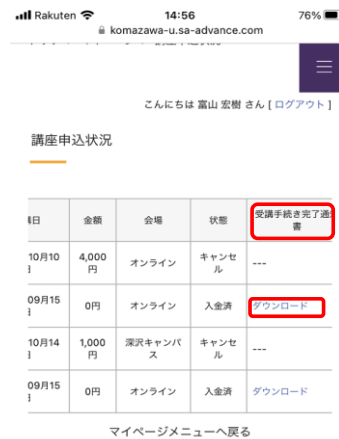 Rakuten 14:56 76%
komazawa-u.sa-advance.com
こんにちは 富山 宏樹 さん [ ログアウト ]
講座申込状況
日 金額 会場 状態 受講手続き完了通
書
10月10 4,000
円 オンライン キャンセ
ル ---
09月15 0円 オンライン 入金済 ダウンロード
10月14 1,000
円 深沢キャンパ
ス キャンセ
ル ---
09月15 0円 オンライン 入金済 ダウンロード
マイページメニューへ戻る